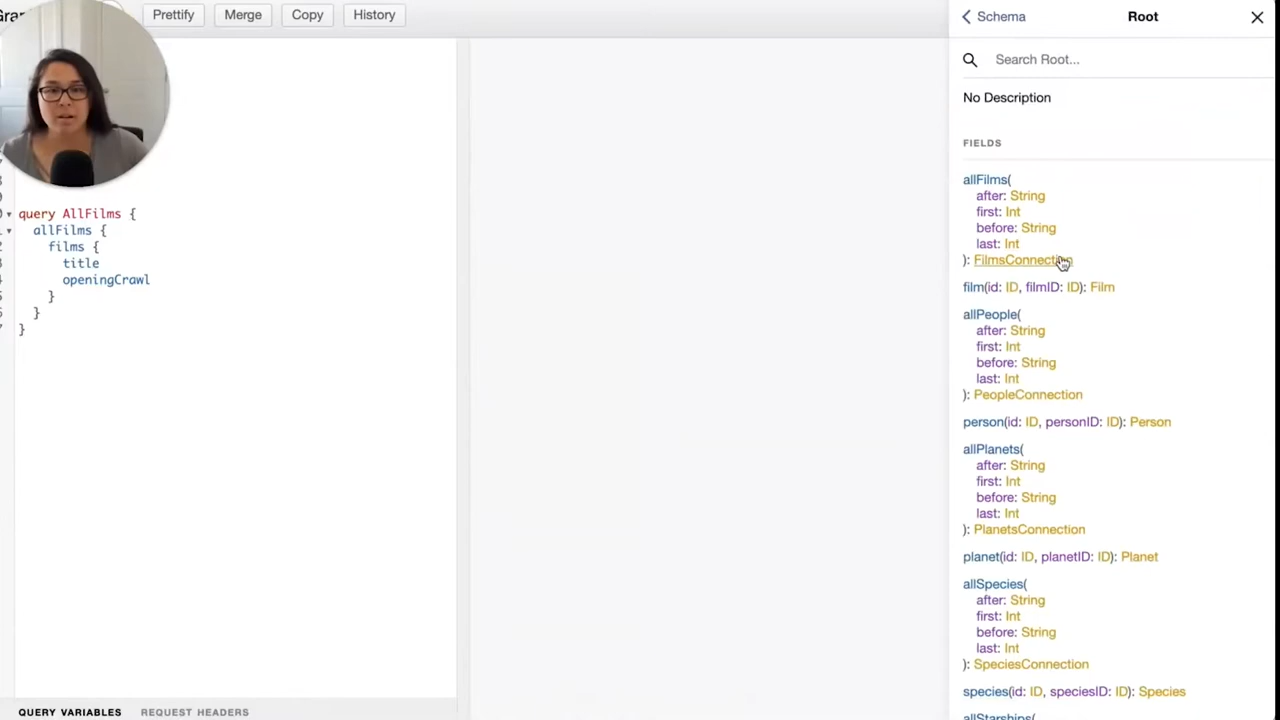 Gra
Prettify
Merge
Copy
History
Schema
Root
Search Root...
No Description
FIELDS
query AllFilms {
allFilms {
films {
title
openingCrawl
}
}
}
allFilms(
after: String
first: Int
before: String
last: Int
): FilmsConnection
film(id: ID, filmID: ID): Film
allPeople(
after: String
first: Int
before: String
last: Int
): PeopleConnection
person(id: ID, personID: ID): Person
allPlanets(
after: String
first: Int
before: String
last: Int
): PlanetsConnection
planet(id: ID, planetID: ID): Planet
allSpecies(
after: String
first: Int
before: String
last: Int
): SpeciesConnection
species(id: ID, speciesID: ID): Species
allStarships(
QUERY VARIABLES
REQUEST HEADERS